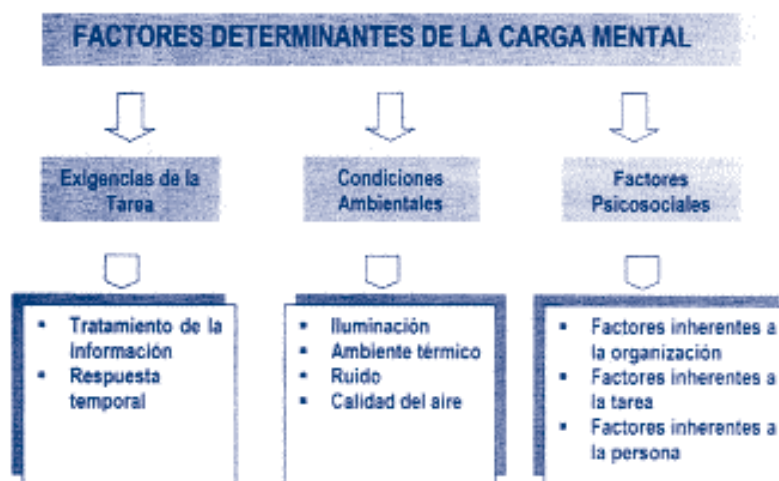 FACTORES DETERMINANTES DE LA CARGA MENTAL
Exigencias de la
Tarea
Condiciones
Ambientales
Factores
Psicosociales
▪ Tratamiento de la
información
▪ Respuesta
temporal
▪ Iluminación
▪ Ambiente térmico
▪ Ruido
▪ Calidad del aire
▪ Factores inherentes a
la organización
▪ Factores inherentes a
la tarea
▪ Factores inherentes a
la persona